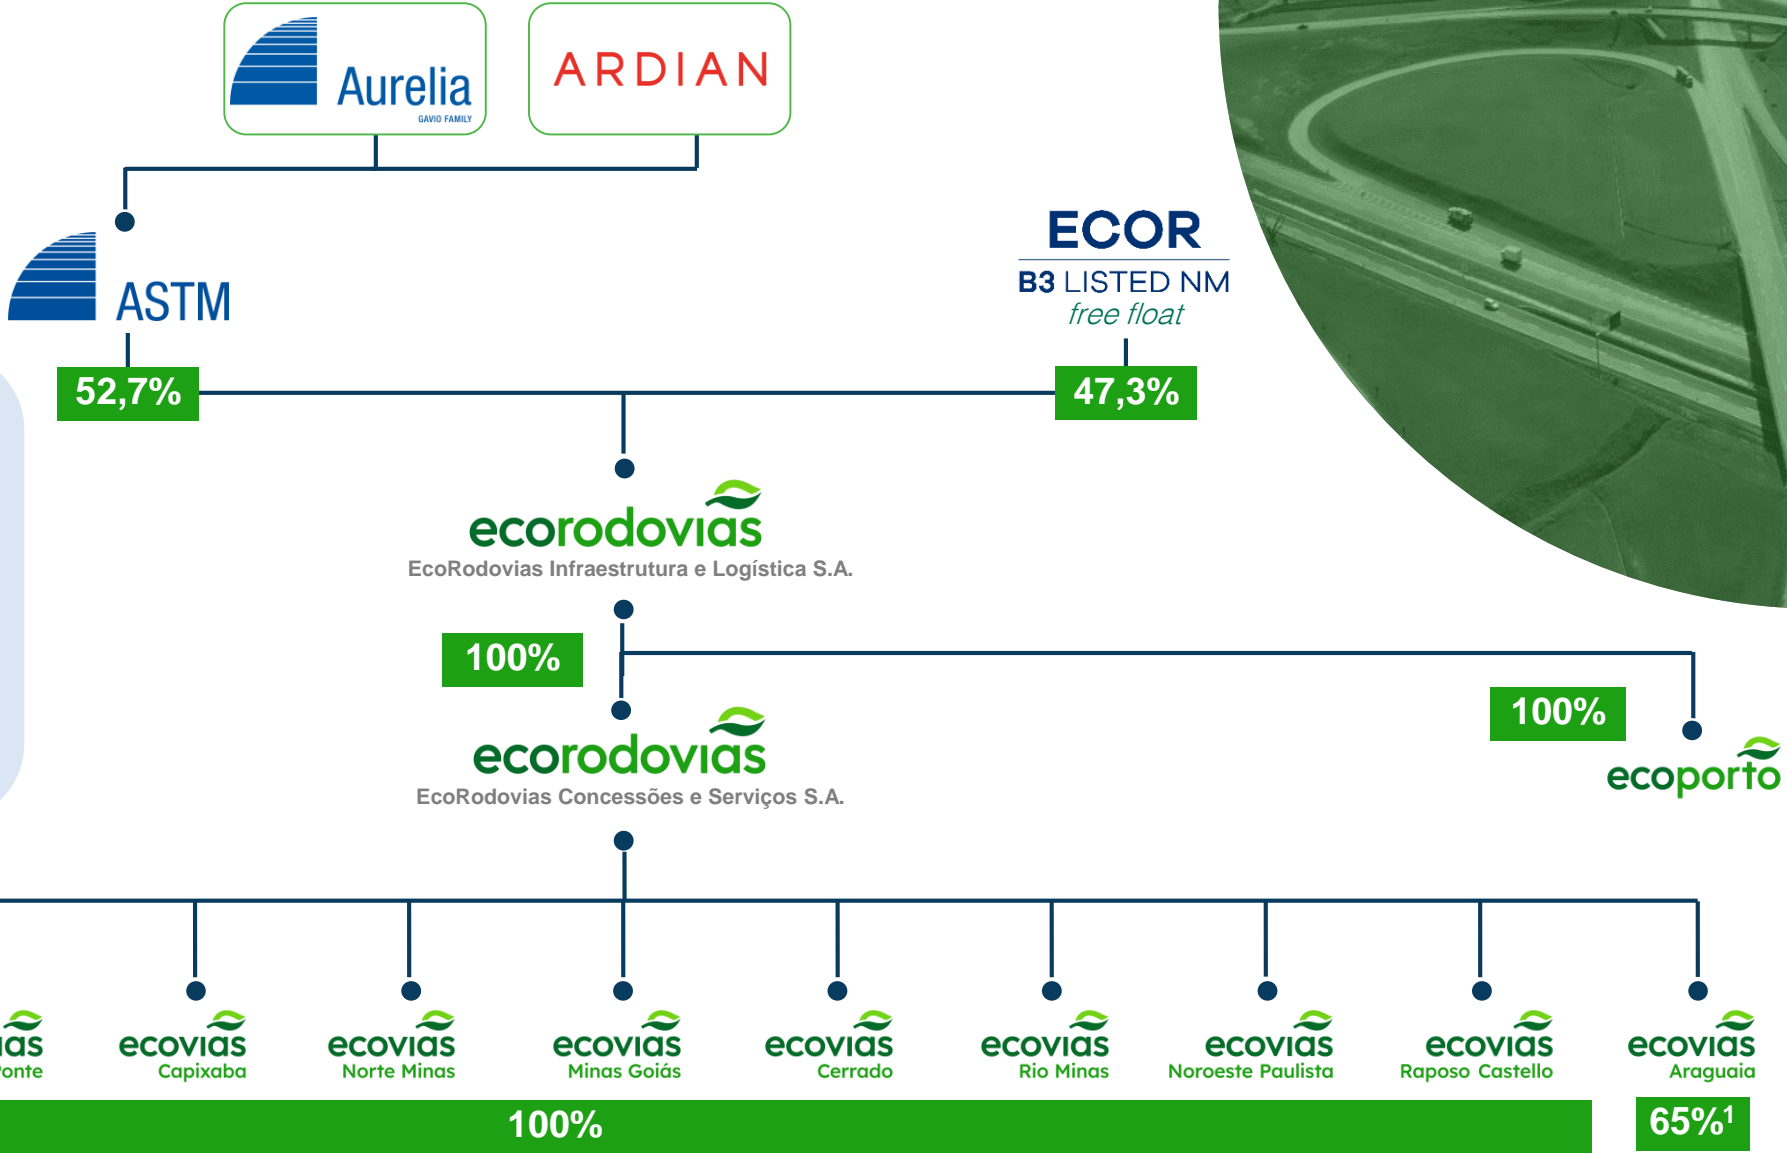 Aurelia
GAVIO FAMILY
ARDIAN
ASTM
ECOR
B3 LISTED NM
free float
52,7%
47,3%
ecorodovias
EcoRodovias Infraestrutura e Logística S.A.
100%
100%
ecorodovias
EcoRodovias Concessões e Serviços S.A.
ecoporto
ecovias
Capixaba
ecovias
Norte Minas
ecovias
Minas Goiás
ecovias
Cerrado
ecovias
Rio Minas
ecovias
Noroeste Paulista
ecovias
Raposo Castello
ecovias
Araguaia
100%
65%¹